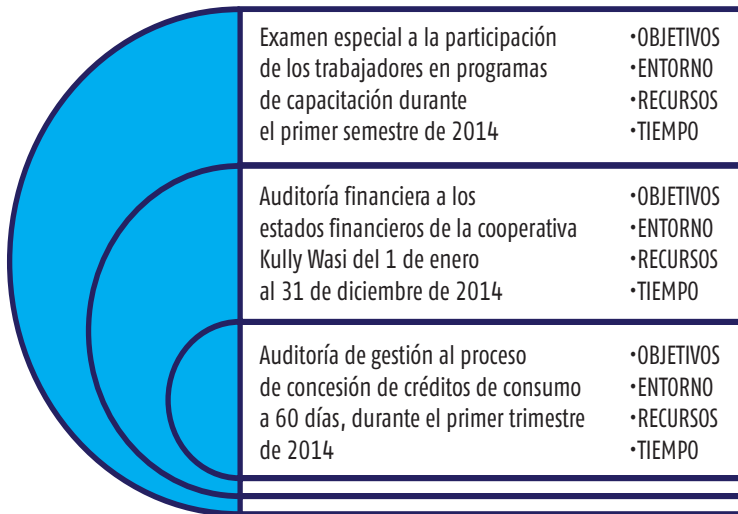 Examen especial a la participación
de los trabajadores en programas
de capacitación durante
el primer semestre de 2014
•OBJETIVOS
•ENTORNO
•RECURSOS
•TIEMPO
Auditoría financiera a los
estados financieros de la cooperativa
Kully Wasi del 1 de enero
al 31 de diciembre de 2014
•OBJETIVOS
•ENTORNO
•RECURSOS
•TIEMPO
Auditoría de gestión al proceso
de concesión de créditos de consumo
a 60 días, durante el primer trimestre
de 2014
•OBJETIVOS
•ENTORNO
•RECURSOS
•TIEMPO